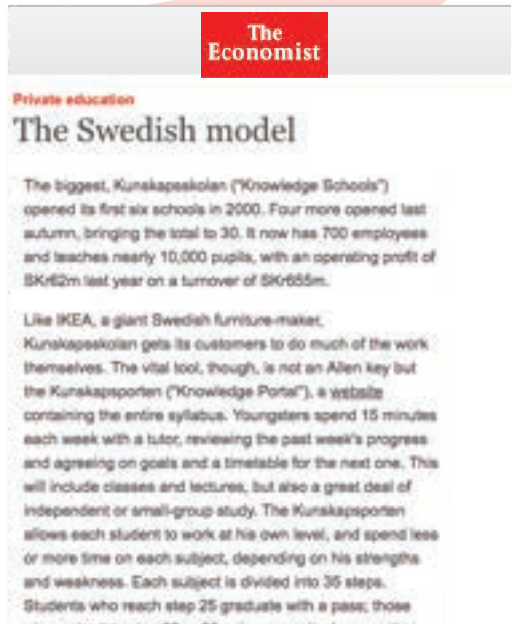 The
Economist
Private education
The Swedish model
The biggest, Kunskapsskolan ("Knowledge Schools")
opened its first six schools in 2000. Four more opened last
autumn, bringing the total to 30. It now has 700 employees
and teaches nearly 10,000 pupils, with an operating profit of
SKr62m last year on a turnover of SKr655m.
Like IKEA, a giant Swedish furniture-maker,
Kunskapsskolan gets its customers to do much of the work
themselves. The vital tool, though, is not an Allen key but
the Kunskapsporten ("Knowledge Portal"), a website
containing the entire syllabus. Youngsters spend 15 minutes
each week with a tutor, reviewing the past week's progress
and agreeing on goals and a timetable for the next one. This
will include classes and lectures, but also a great deal of
independent or small-group study. The Kunskapsporten
allows each student to work at his own level, and spend less
or more time on each subject, depending on his strengths
and weakness. Each subject is divided into 35 steps.
Students who reach step 25 graduate with a pass; those